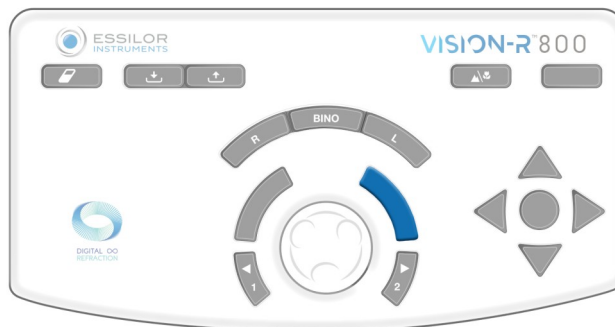 ESSILOR
INSTRUMENTS
VISION-R™800
R
BINO
L
1
2
DIGITAL DO
REFRACTION